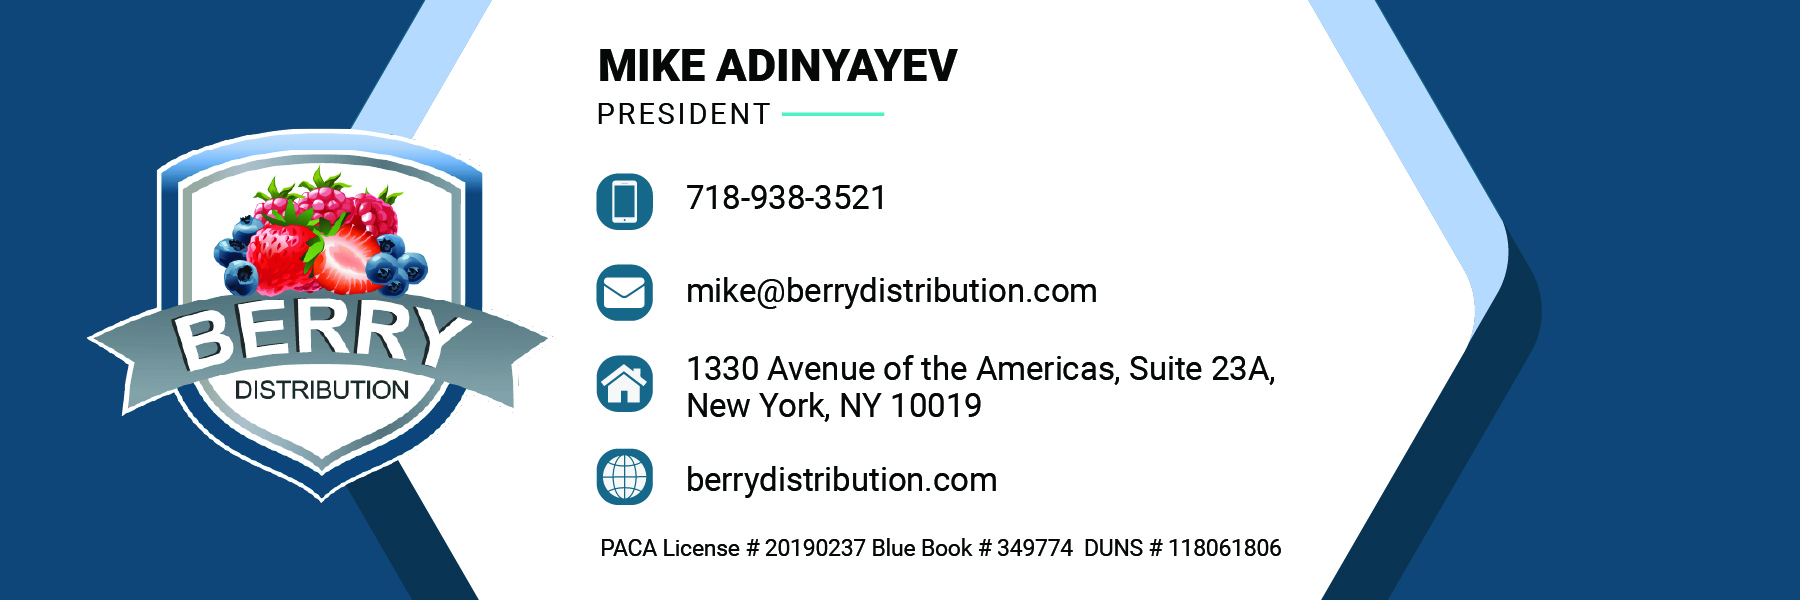 MIKE ADINYAYEV
PRESIDENT
718-938-3521
mike@berrydistribution.com
1330 Avenue of the Americas, Suite 23A,
New York, NY 10019
berrydistribution.com
PACA License # 20190237 Blue Book # 349774 DUNS # 118061806
BERRY
DISTRIBUTION